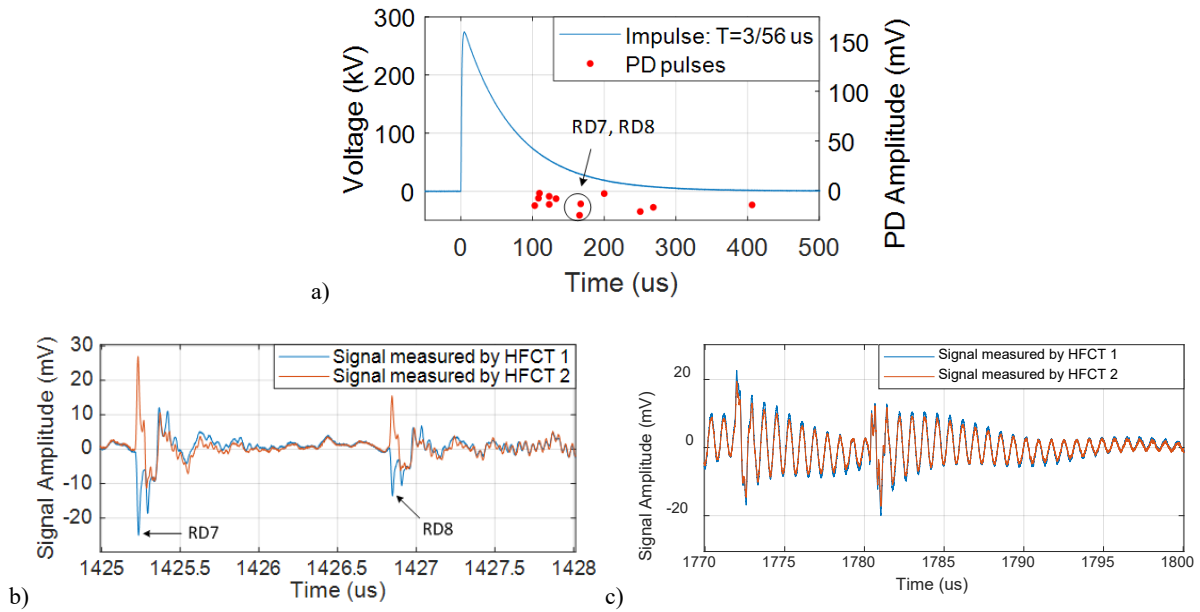 Impulse: T=3/56 us
PD pulses
RD7, RD8
Voltage (kV)
300
200
100
0
PD Amplitude (mV)
150
100
50
0
0
100
200
300
400
500
Time (us)
a)
Signal measured by HFCT 1
Signal measured by HFCT 2
Signal Amplitude (mV)
30
20
10
0
-10
-20
RD7
RD8
1425
1425.5
1426
1426.5
1427
1427.5
1428
Time (us)
b)
Signal measured by HFCT 1
Signal measured by HFCT 2
Signal Amplitude (mV)
20
0
-20
1770
1775
1780
1785
1790
1795
1800
Time (us)
c)